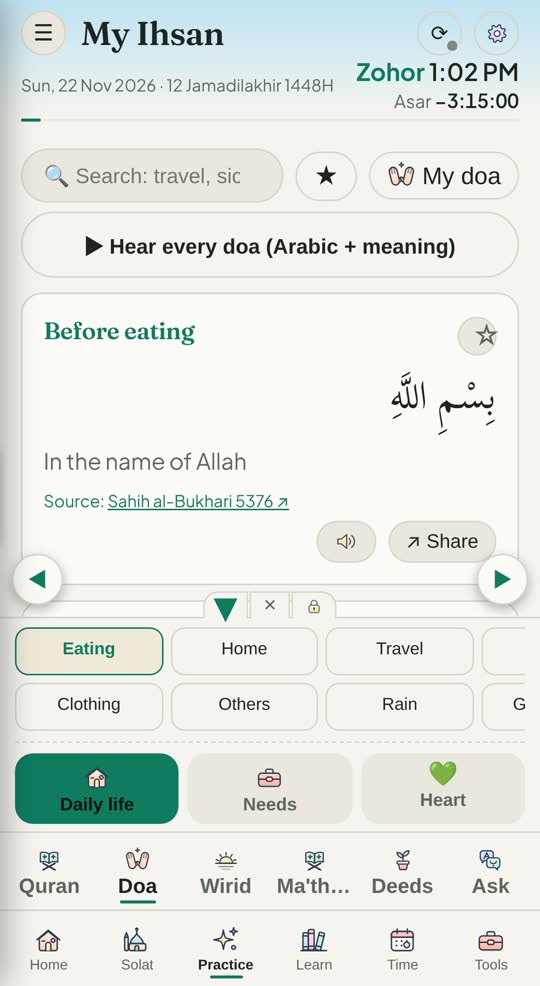 My Ihsan
Sun, 22 Nov 2026 · 12 Jamadilakhir 1448H
Zohor 1:02 PM
Asar −3:15:00
Search: travel, sic
★ My doa
▶ Hear every doa (Arabic + meaning)
Before eating
بِسْمِ اللَّهِ
In the name of Allah
Source: Sahih al-Bukhari 5376 ↗
↗ Share
Eating Home Travel
Clothing Others Rain G
Daily life Needs Heart
Quran Doa Wirid Ma'th... Deeds Ask
Home Solat Practice Learn Time Tools